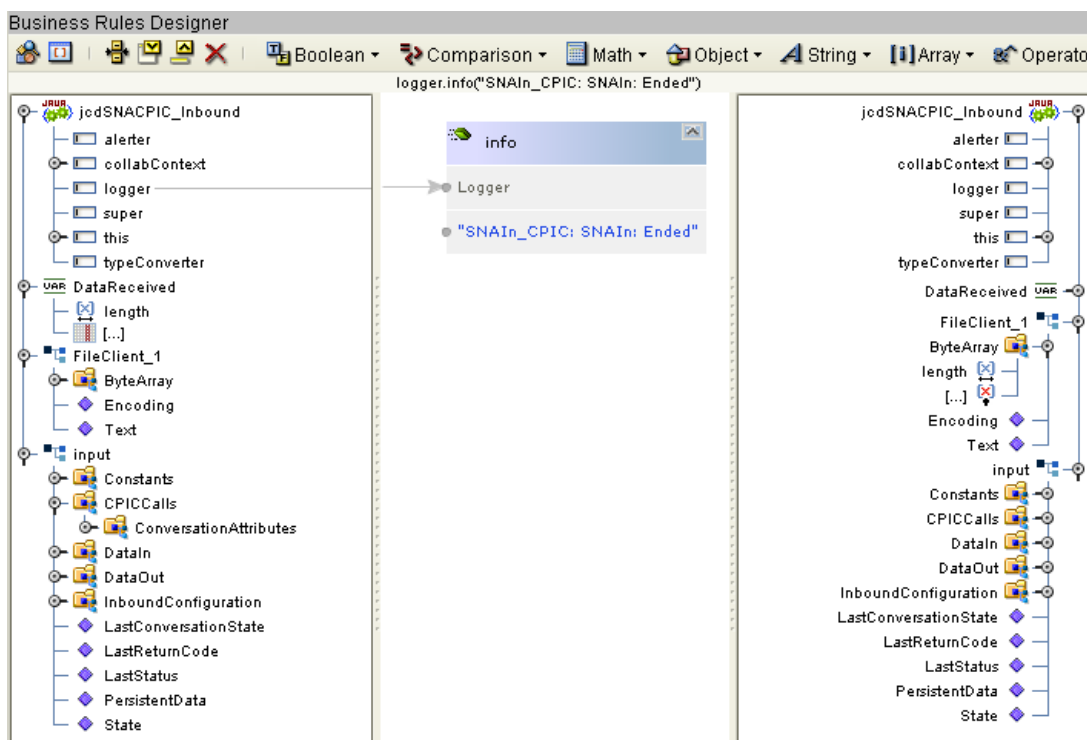 Business Rules Designer
Boolean Comparison Math Object String Array Operato
logger.info("SNAIn_CPIC: SNAIn: Ended")
jcdSNACPIC_Inbound
alerter
collabContext
logger
super
this
typeConverter
DataReceived
length
[...]
FileClient_1
ByteArray
Encoding
Text
input
Constants
CPICCalls
ConversationAttributes
DataIn
DataOut
InboundConfiguration
LastConversationState
LastReturnCode
LastStatus
PersistentData
State
info
Logger
"SNAIn_CPIC: SNAIn: Ended"
jcdSNACPIC_Inbound
alerter
collabContext
logger
super
this
typeConverter
DataReceived
FileClient_1
ByteArray
length
[...]
Encoding
Text
input
Constants
CPICCalls
DataIn
DataOut
InboundConfiguration
LastConversationState
LastReturnCode
LastStatus
PersistentData
State